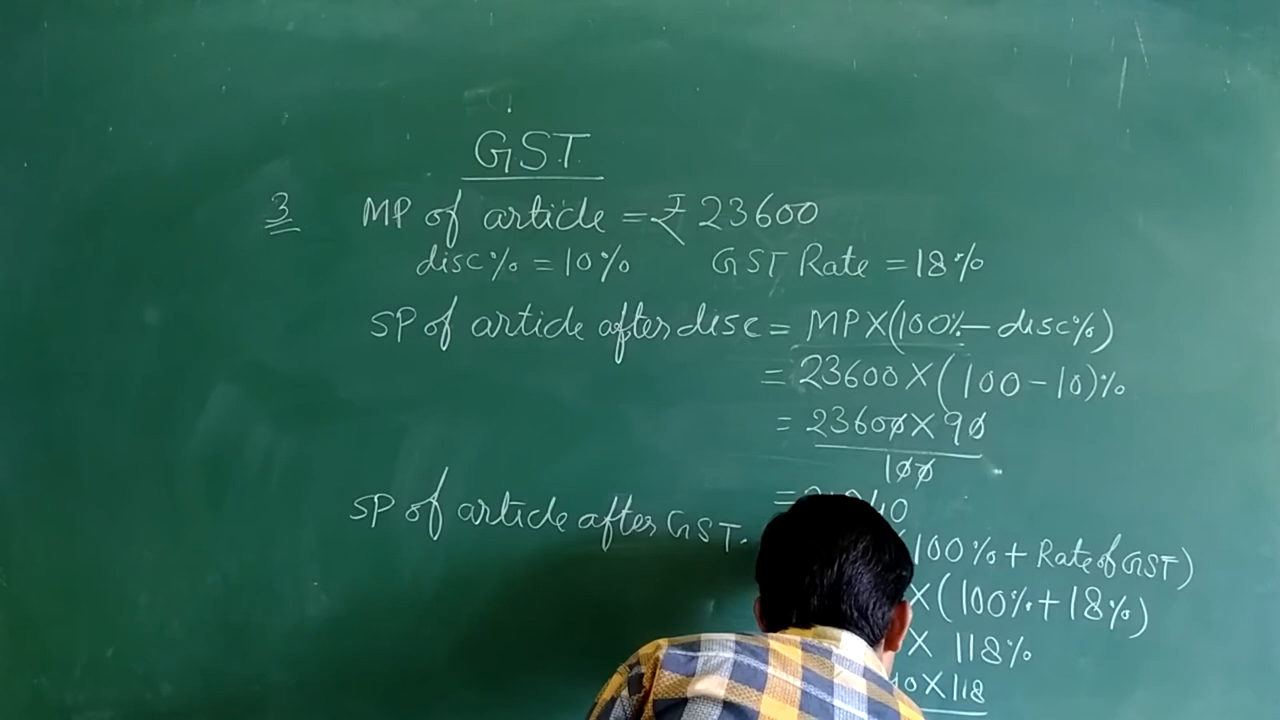 GST
3 MP of article = ₹ 23600
disc% = 10% GST Rate = 18%
SP of article after disc = MPX(100% - disc%)
= 23600 X (100 - 10)%
= 23600 X 90
100
=
SP of article after GST.
100% + Rate of GST)
X (100% + 18%)
X 118%
X 118